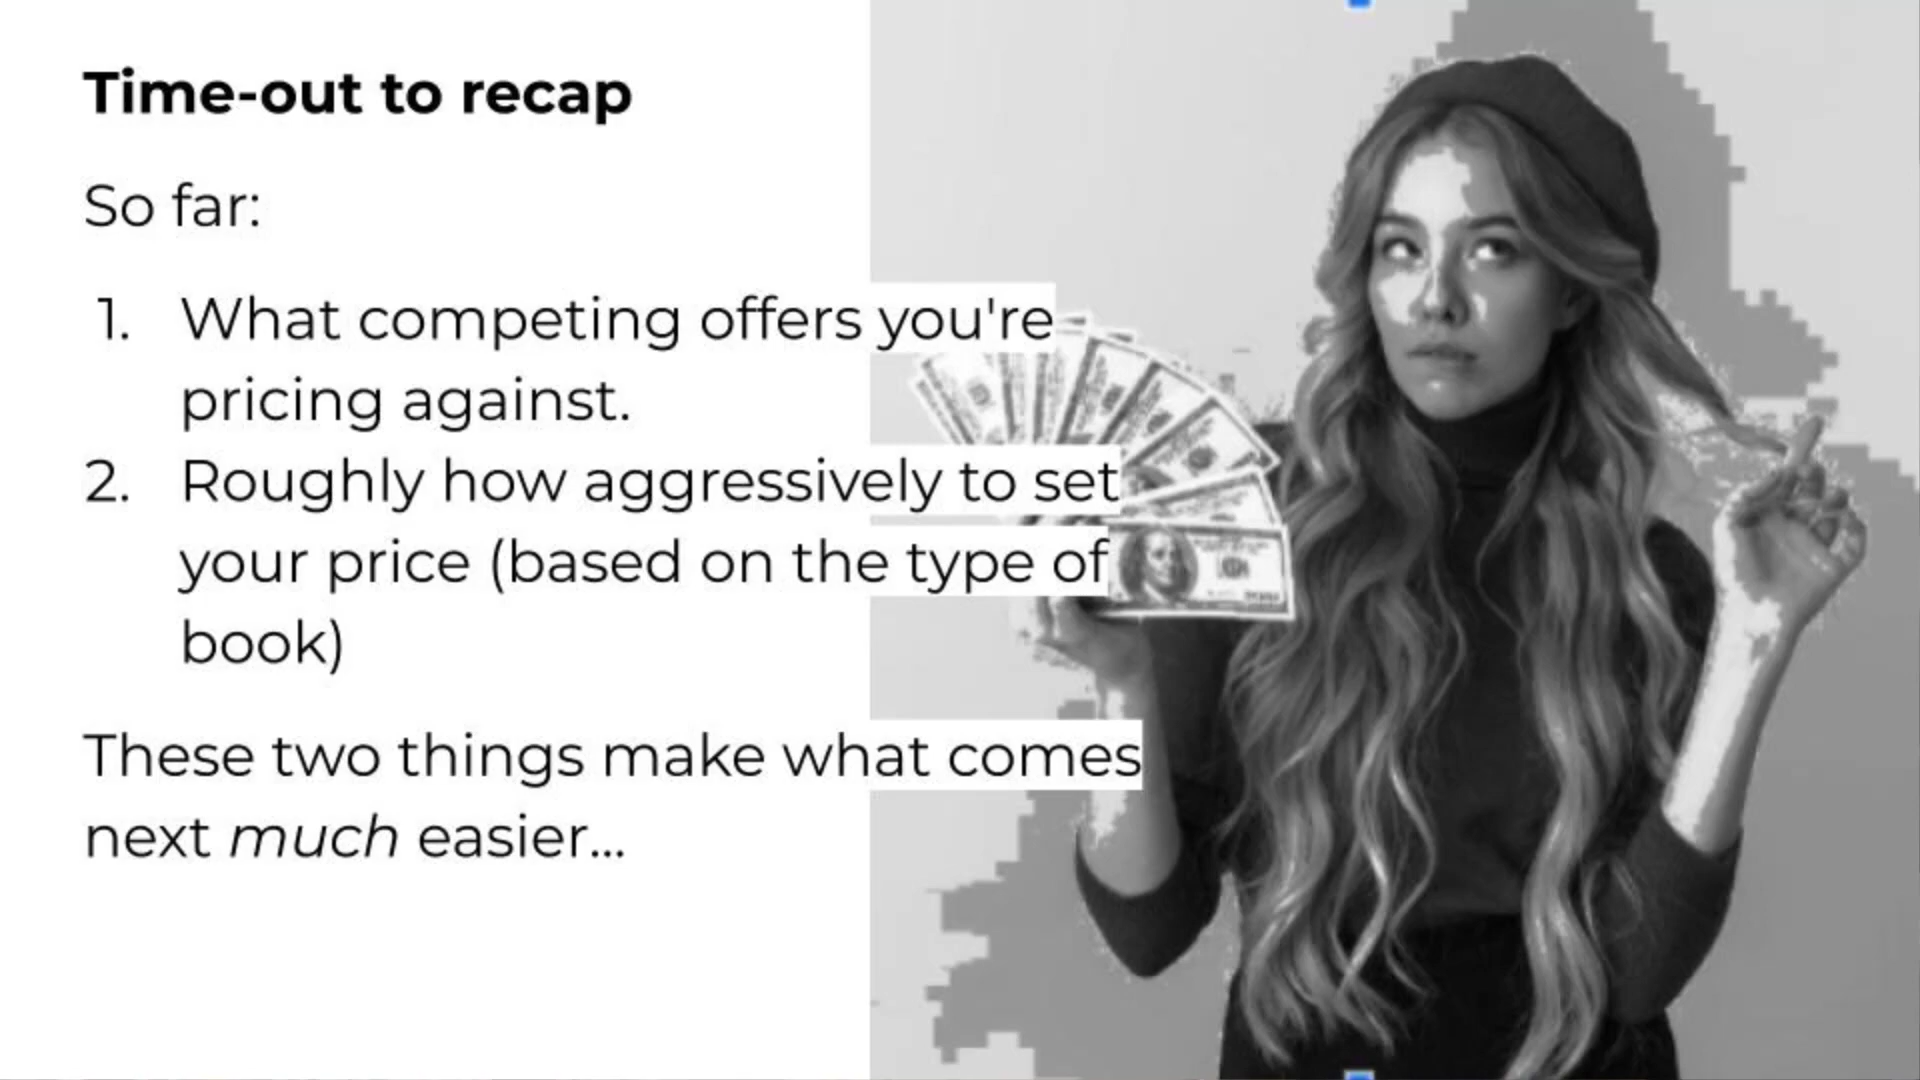 Time-out to recap
So far:
1. What competing offers you're
pricing against.
2. Roughly how aggressively to set
your price (based on the type of
book)
These two things make what comes
next much easier...